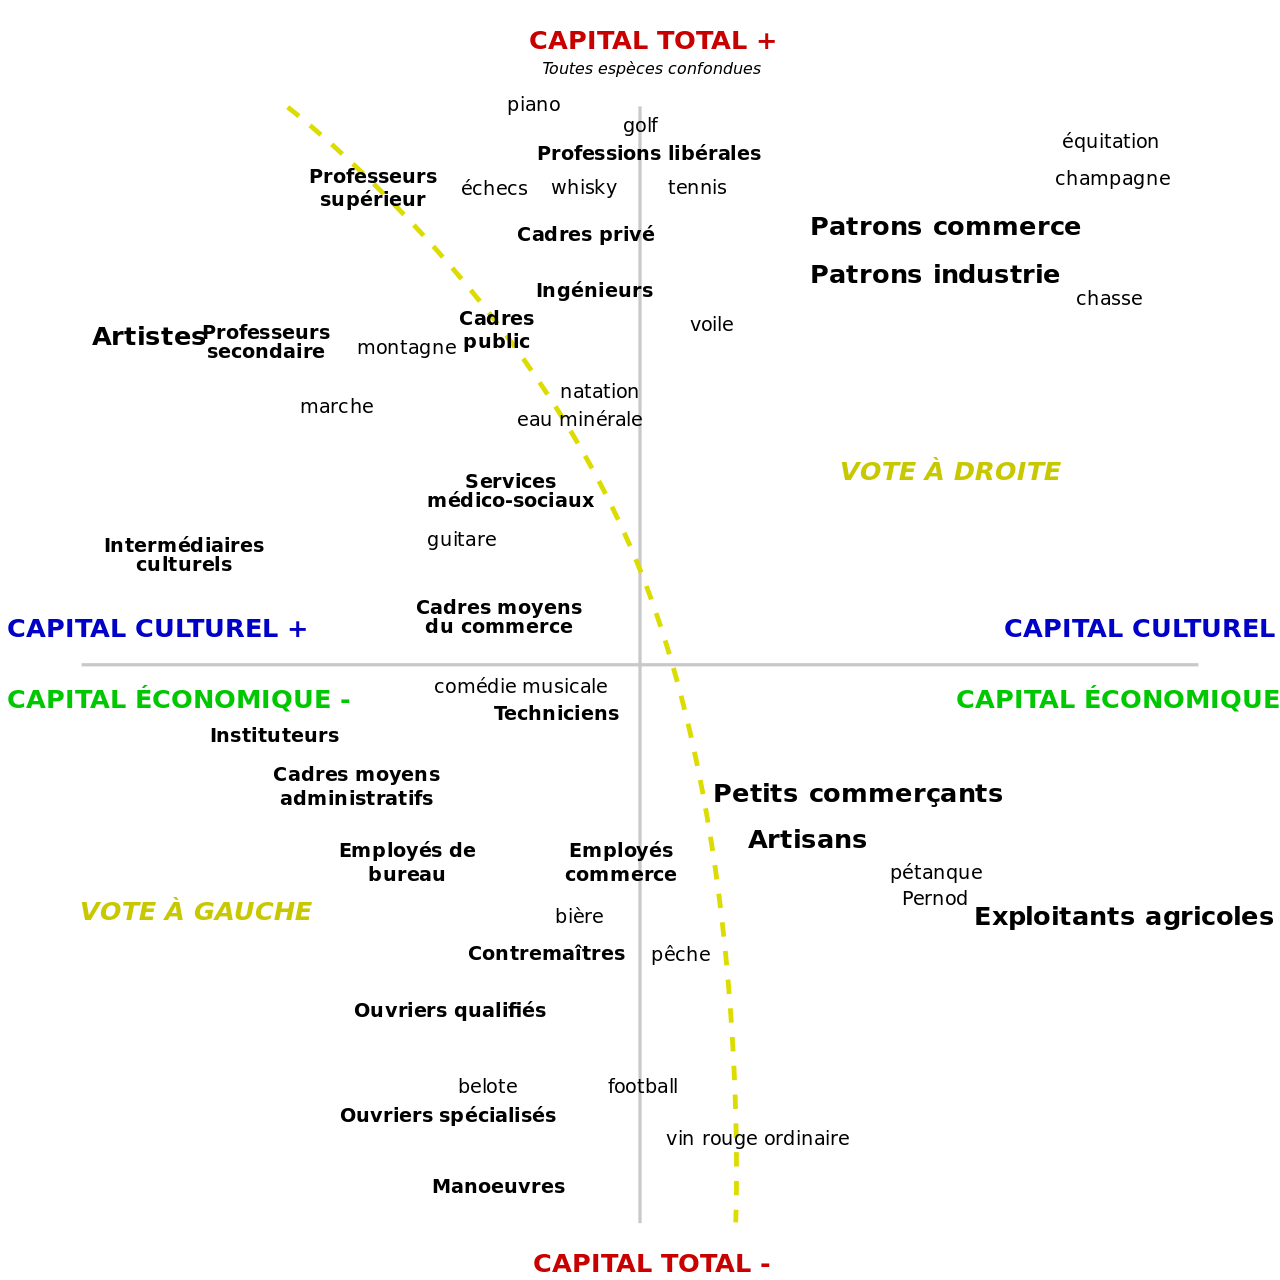 CAPITAL TOTAL +
Toutes espèces confondues
piano
golf
équitation
Professions libérales
Professeurs
supérieur
échecs
whisky
tennis
champagne
Cadres privé
Patrons commerce
Patrons industrie
Ingénieurs
chasse
Cadres
public
voile
Artistes
Professeurs
secondaire
montagne
natation
marche
eau minérale
VOTE À DROITE
Services
médico-sociaux
guitare
Intermédiaires
culturels
Cadres moyens
du commerce
CAPITAL CULTUREL +
CAPITAL CULTUREL
CAPITAL ÉCONOMIQUE -
CAPITAL ÉCONOMIQUE
comédie musicale
Techniciens
Instituteurs
Cadres moyens
administratifs
Petits commerçants
Artisans
Employés de
bureau
Employés
commerce
pétanque
Pernod
VOTE À GAUCHE
bière
Exploitants agricoles
Contremaîtres
pêche
Ouvriers qualifiés
belote
football
Ouvriers spécialisés
vin rouge ordinaire
Manoeuvres
CAPITAL TOTAL -